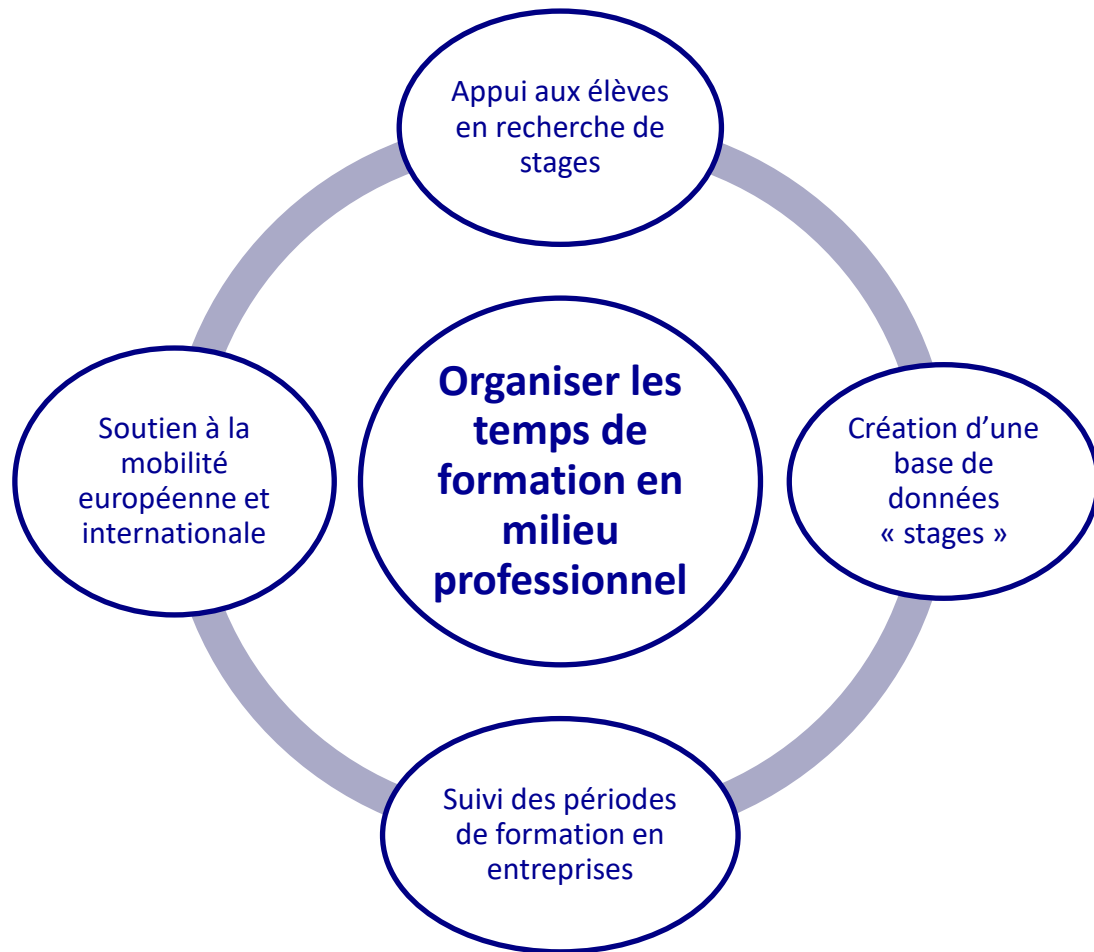 Appui aux élèves
en recherche de
stages
Organiser les
temps de
formation en
milieu
professionnel
Soutien à la
mobilité
européenne et
internationale
Création d’une
base de
données
« stages »
Suivi des périodes
de formation en
entreprises